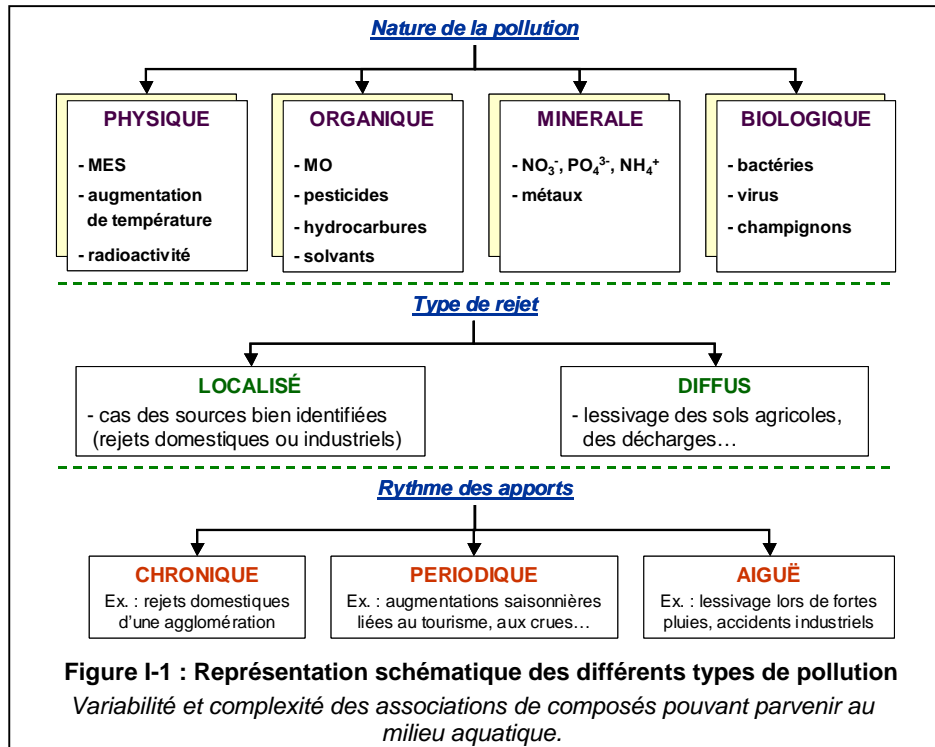 Nature de la pollution
PHYSIQUE
- MES
- augmentation
de température
- radioactivité
ORGANIQUE
- MO
- pesticides
- hydrocarbures
- solvants
MINERALE
- NO₃⁻, PO₄³⁻, NH₄⁺
- métaux
BIOLOGIQUE
- bactéries
- virus
- champignons
Type de rejet
LOCALISÉ
- cas des sources bien identifiées
(rejets domestiques ou industriels)
DIFFUS
- lessivage des sols agricoles,
des décharges…
Rythme des apports
CHRONIQUE
Ex. : rejets domestiques
d’une agglomération
PERIODIQUE
Ex. : augmentations saisonnières
liées au tourisme, aux crues…
AIGUË
Ex. : lessivage lors de fortes
pluies, accidents industriels
Figure I-1 : Représentation schématique des différents types de pollution
Variabilité et complexité des associations de composés pouvant parvenir au
milieu aquatique.